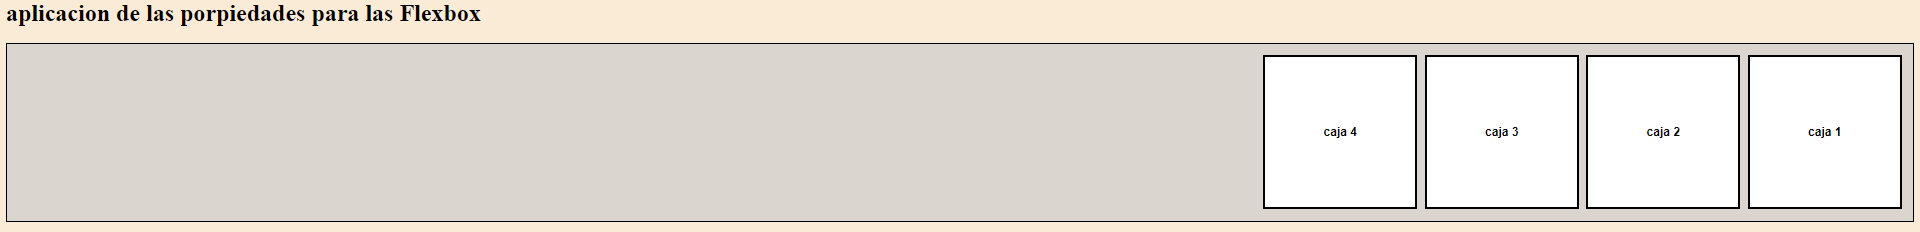 aplicacion de las porpiedades para las Flexbox
caja 4 caja 3 caja 2 caja 1